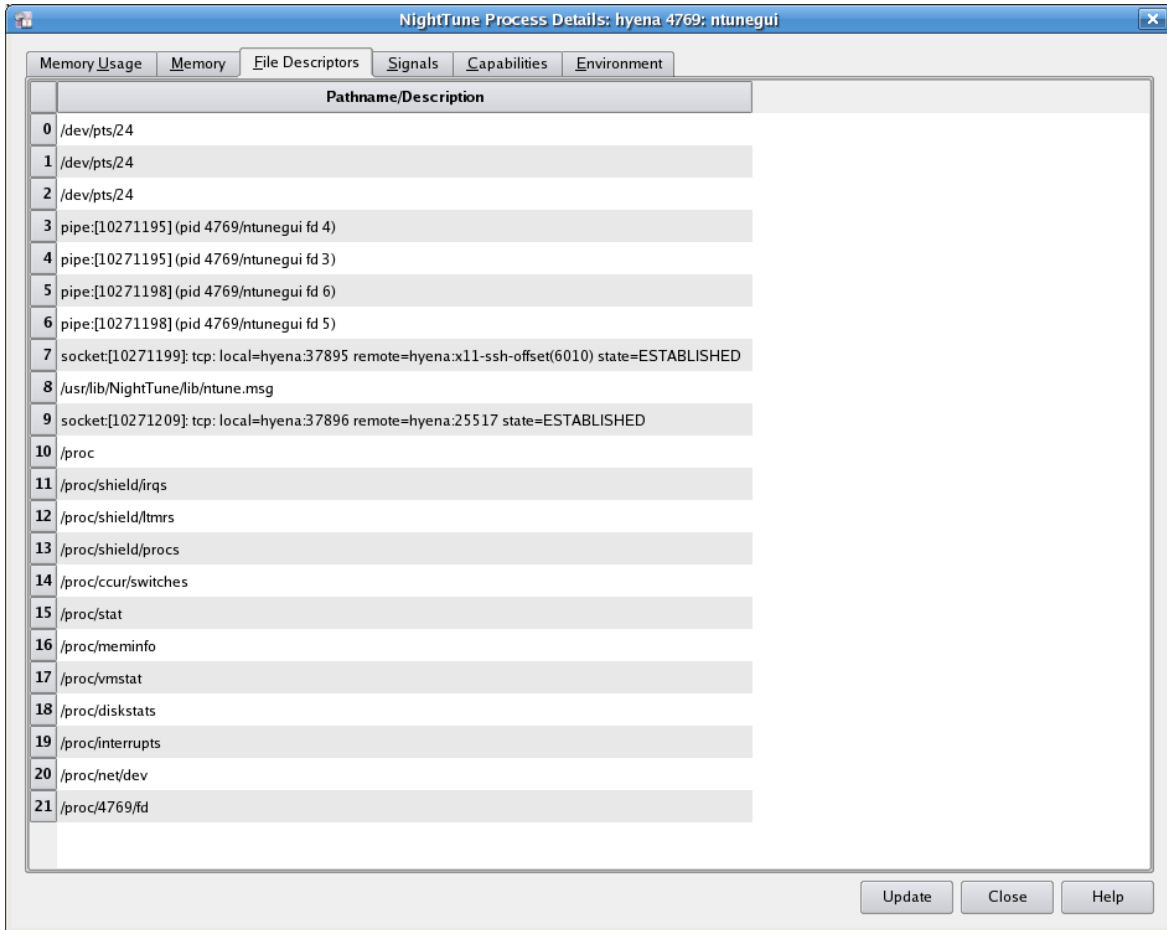 NightTune Process Details: hyena 4769: ntunegui
Memory Usage Memory File Descriptors Signals Capabilities Environment
Pathname/Description
0 /dev/pts/24
1 /dev/pts/24
2 /dev/pts/24
3 pipe:[10271195] (pid 4769/ntunegui fd 4)
4 pipe:[10271195] (pid 4769/ntunegui fd 3)
5 pipe:[10271198] (pid 4769/ntunegui fd 6)
6 pipe:[10271198] (pid 4769/ntunegui fd 5)
7 socket:[10271199]: tcp: local=hyena:37895 remote=hyena:x11-ssh-offset(6010) state=ESTABLISHED
8 /usr/lib/NightTune/lib/ntune.msg
9 socket:[10271209]: tcp: local=hyena:37896 remote=hyena:25517 state=ESTABLISHED
10 /proc
11 /proc/shield/irqs
12 /proc/shield/ltmrs
13 /proc/shield/procs
14 /proc/ccur/switches
15 /proc/stat
16 /proc/meminfo
17 /proc/vmstat
18 /proc/diskstats
19 /proc/interrupts
20 /proc/net/dev
21 /proc/4769/fd
Update Close Help